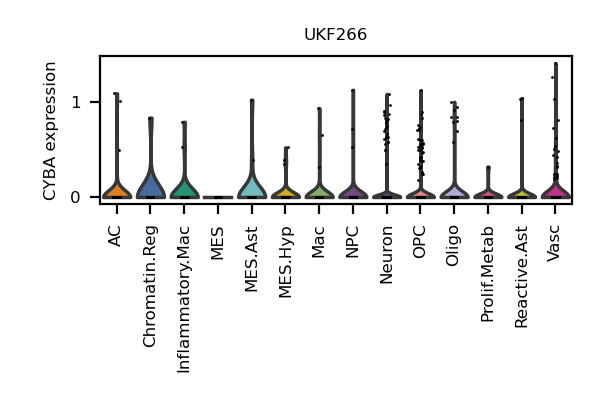 UKF266
CYBA expression
1
0
AC
Chromatin.Reg
Inflammatory.Mac
MES
MES.Ast
MES.Hyp
Mac
NPC
Neuron
OPC
Oligo
Prolif.Metab
Reactive.Ast
Vasc